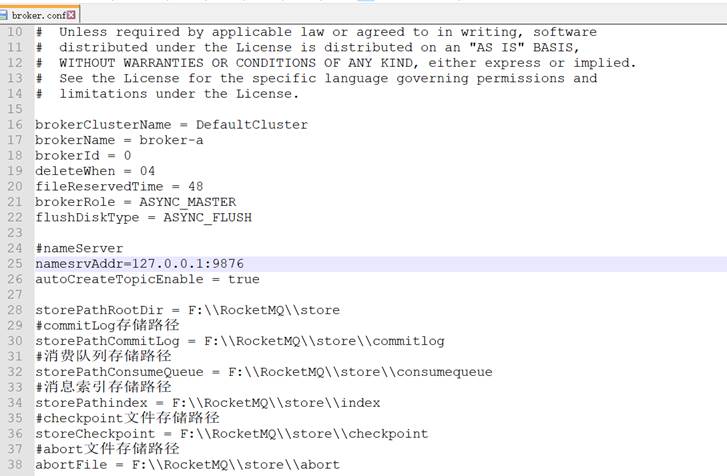 broker.conf
10 #  Unless required by applicable law or agreed to in writing, software
11 #  distributed under the License is distributed on an "AS IS" BASIS,
12 #  WITHOUT WARRANTIES OR CONDITIONS OF ANY KIND, either express or implied.
13 #  See the License for the specific language governing permissions and
14 #  limitations under the License.
15
16 brokerClusterName = DefaultCluster
17 brokerName = broker-a
18 brokerId = 0
19 deleteWhen = 04
20 fileReservedTime = 48
21 brokerRole = ASYNC_MASTER
22 flushDiskType = ASYNC_FLUSH
23
24 #nameServer
25 namesrvAddr=127.0.0.1:9876
26 autoCreateTopicEnable = true
27
28 storePathRootDir = F:\\RocketMQ\\store
29 #commitLog存储路径
30 storePathCommitLog = F:\\RocketMQ\\store\\commitlog
31 #消费队列存储路径
32 storePathConsumeQueue = F:\\RocketMQ\\store\\consumequeue
33 #消息索引存储路径
34 storePathindex = F:\\RocketMQ\\store\\index
35 #checkpoint文件存储路径
36 storeCheckpoint = F:\\RocketMQ\\store\\checkpoint
37 #abort文件存储路径
38 abortFile = F:\\RocketMQ\\store\\abort